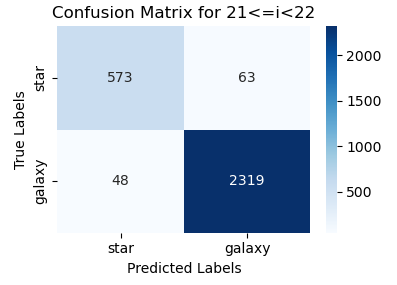 Confusion Matrix for 21<=i<22
True Labels
star
573
63
galaxy
48
2319
star
galaxy
Predicted Labels
2000
1500
1000
500